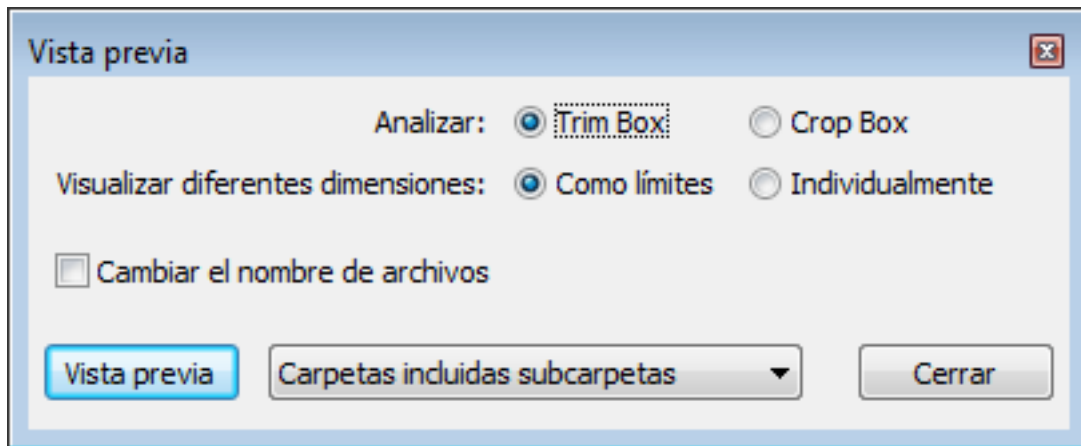 Vista previa
Analizar: Trim Box Crop Box
Visualizar diferentes dimensiones: Como límites Individualmente
Cambiar el nombre de archivos
Vista previa Carpetas incluidas subcarpetas Cerrar